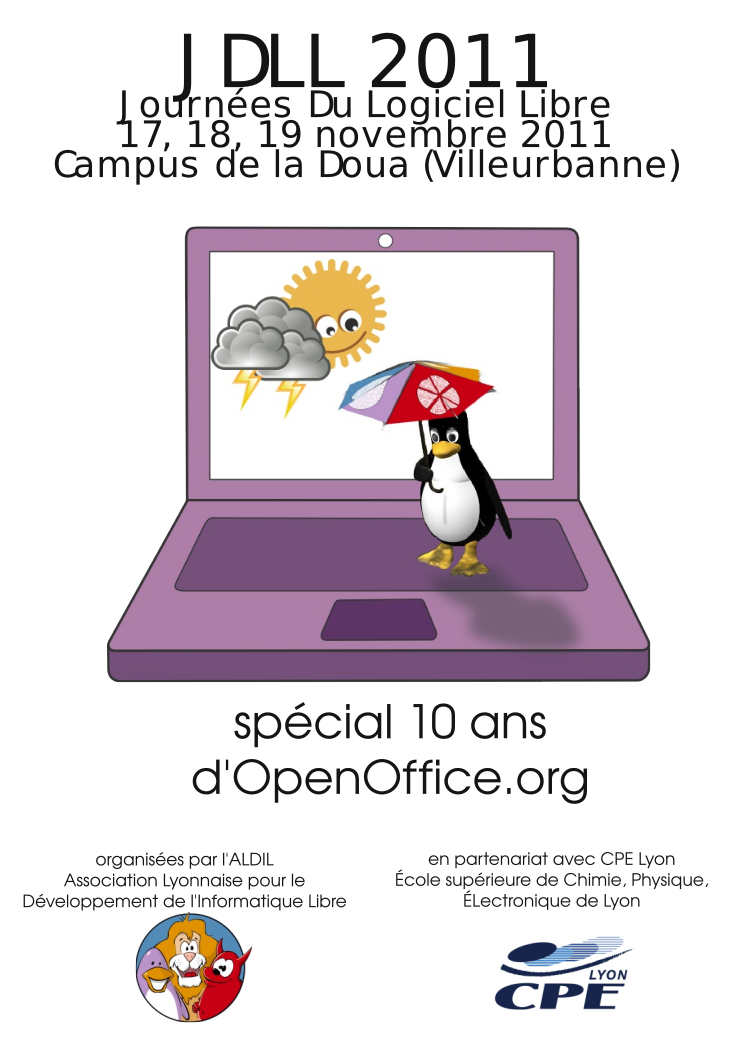 JDLL 2011
Journées Du Logiciel Libre
17, 18, 19 novembre 2011
Campus de la Doua (Villeurbanne)
spécial 10 ans
d'OpenOffice.org
organisées par l'ALDIL
Association Lyonnaise pour le
Développement de l'Informatique Libre
en partenariat avec CPE Lyon
École supérieure de Chimie, Physique,
ÉLectronique de Lyon
LYON
CPE